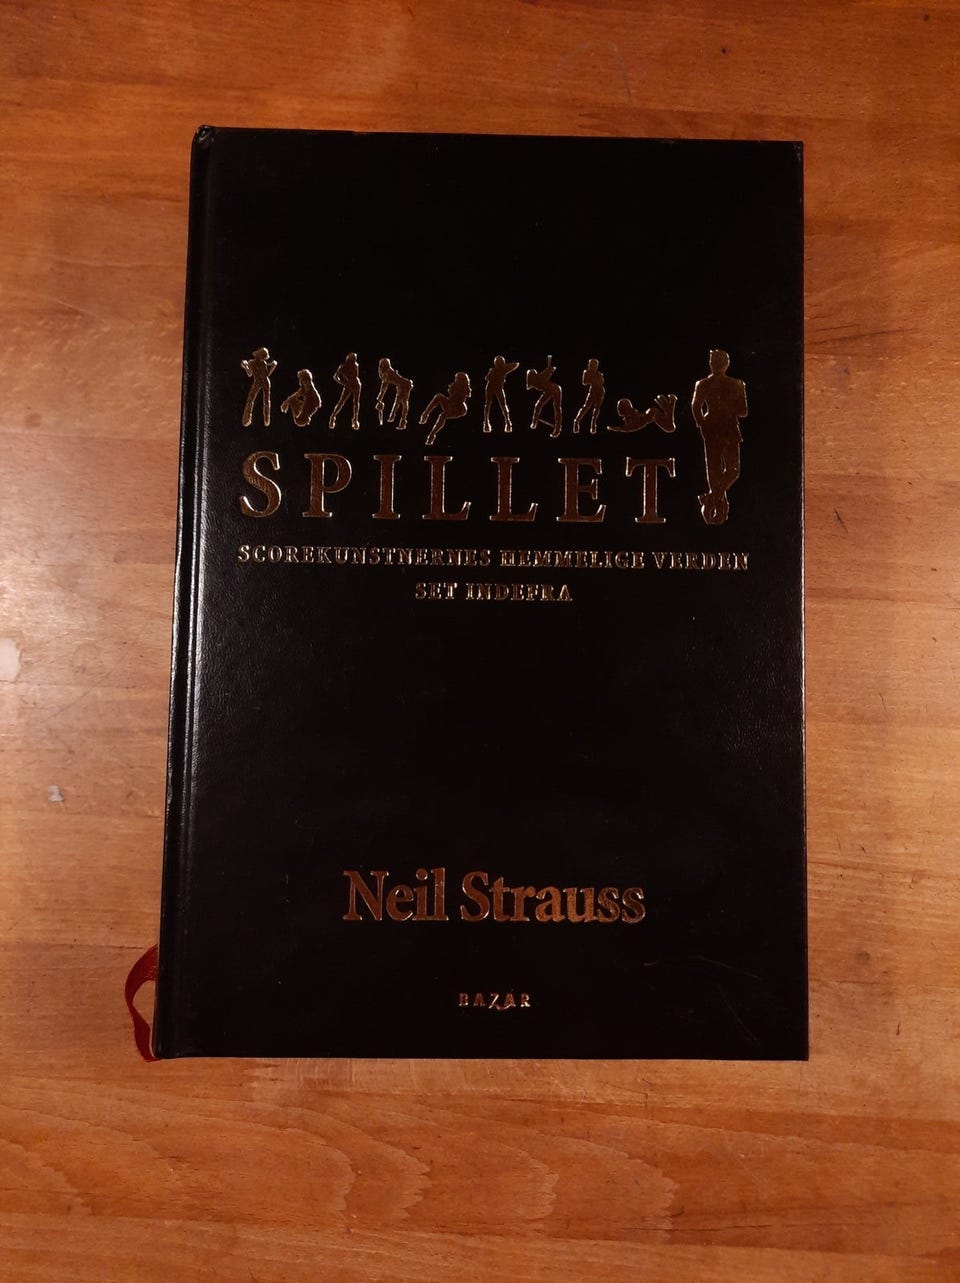 SPILLET
SCOREKUNSTNERNES HEMMELIGE VERDEN
SET INDEFRA
Neil Strauss
BAZAR